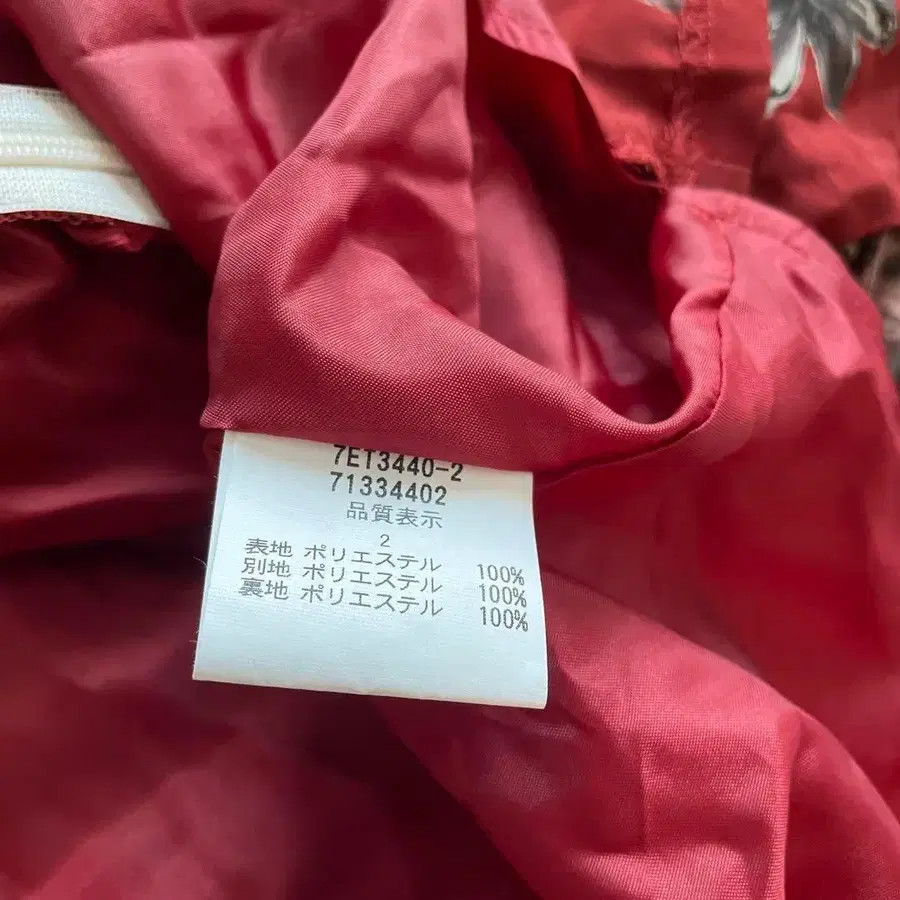 7ET3440-2
71334402
品質表示
2
表地 ポリエステル 100%
別地 ポリエステル 100%
裏地 ポリエステル 100%